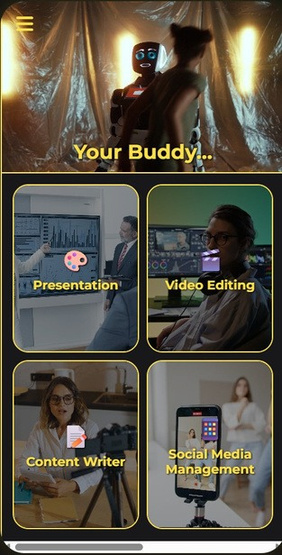 Your Buddy...
Presentation
Video Editing
Content Writer
Social Media
Management